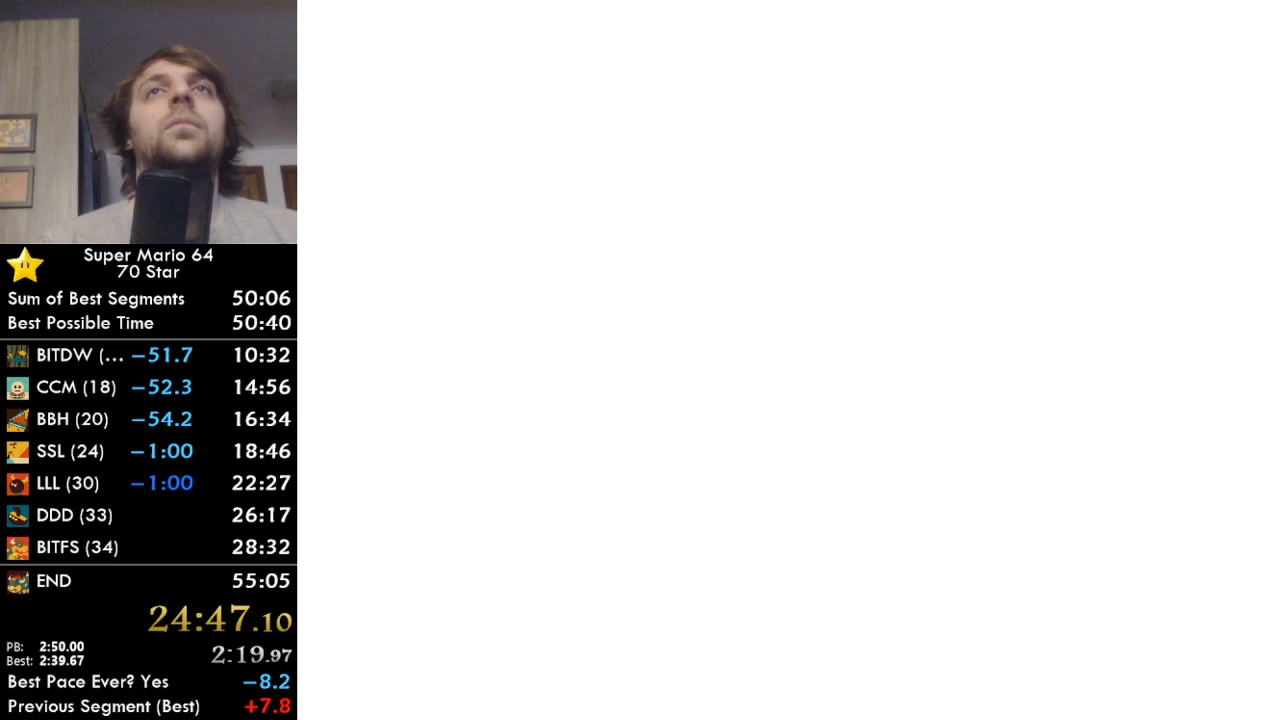 Super Mario 64
70 Star
Sum of Best Segments 50:06
Best Possible Time 50:40
BITDW (... −51.7 10:32
CCM (18) −52.3 14:56
BBH (20) −54.2 16:34
SSL (24) −1:00 18:46
LLL (30) −1:00 22:27
DDD (33) 26:17
BITFS (34) 28:32
END 55:05
24:47.10
PB: 2:50.00
Best: 2:39.67
2:19.97
Best Pace Ever? Yes −8.2
Previous Segment (Best) +7.8